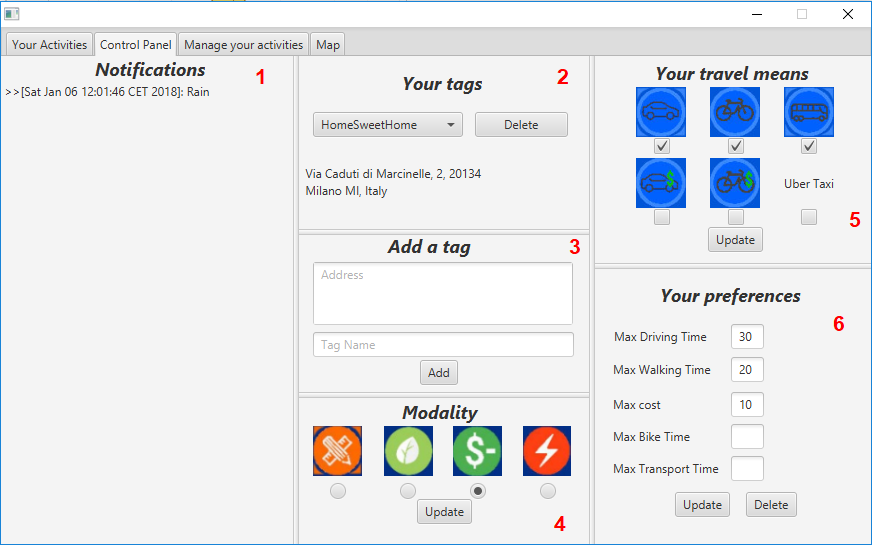 Your Activities
Control Panel
Manage your activities
Map
Notifications
1
>>[Sat Jan 06 12:01:46 CET 2018]: Rain
Your tags
2
HomeSweetHome
Delete
Via Caduti di Marcinelle, 2, 20134
Milano MI, Italy
Add a tag
3
Address
Tag Name
Add
Modality
$-
Update
4
Your travel means
$
$
Uber Taxi
5
Update
Your preferences
6
Max Driving Time
30
Max Walking Time
20
Max cost
10
Max Bike Time
Max Transport Time
Update
Delete